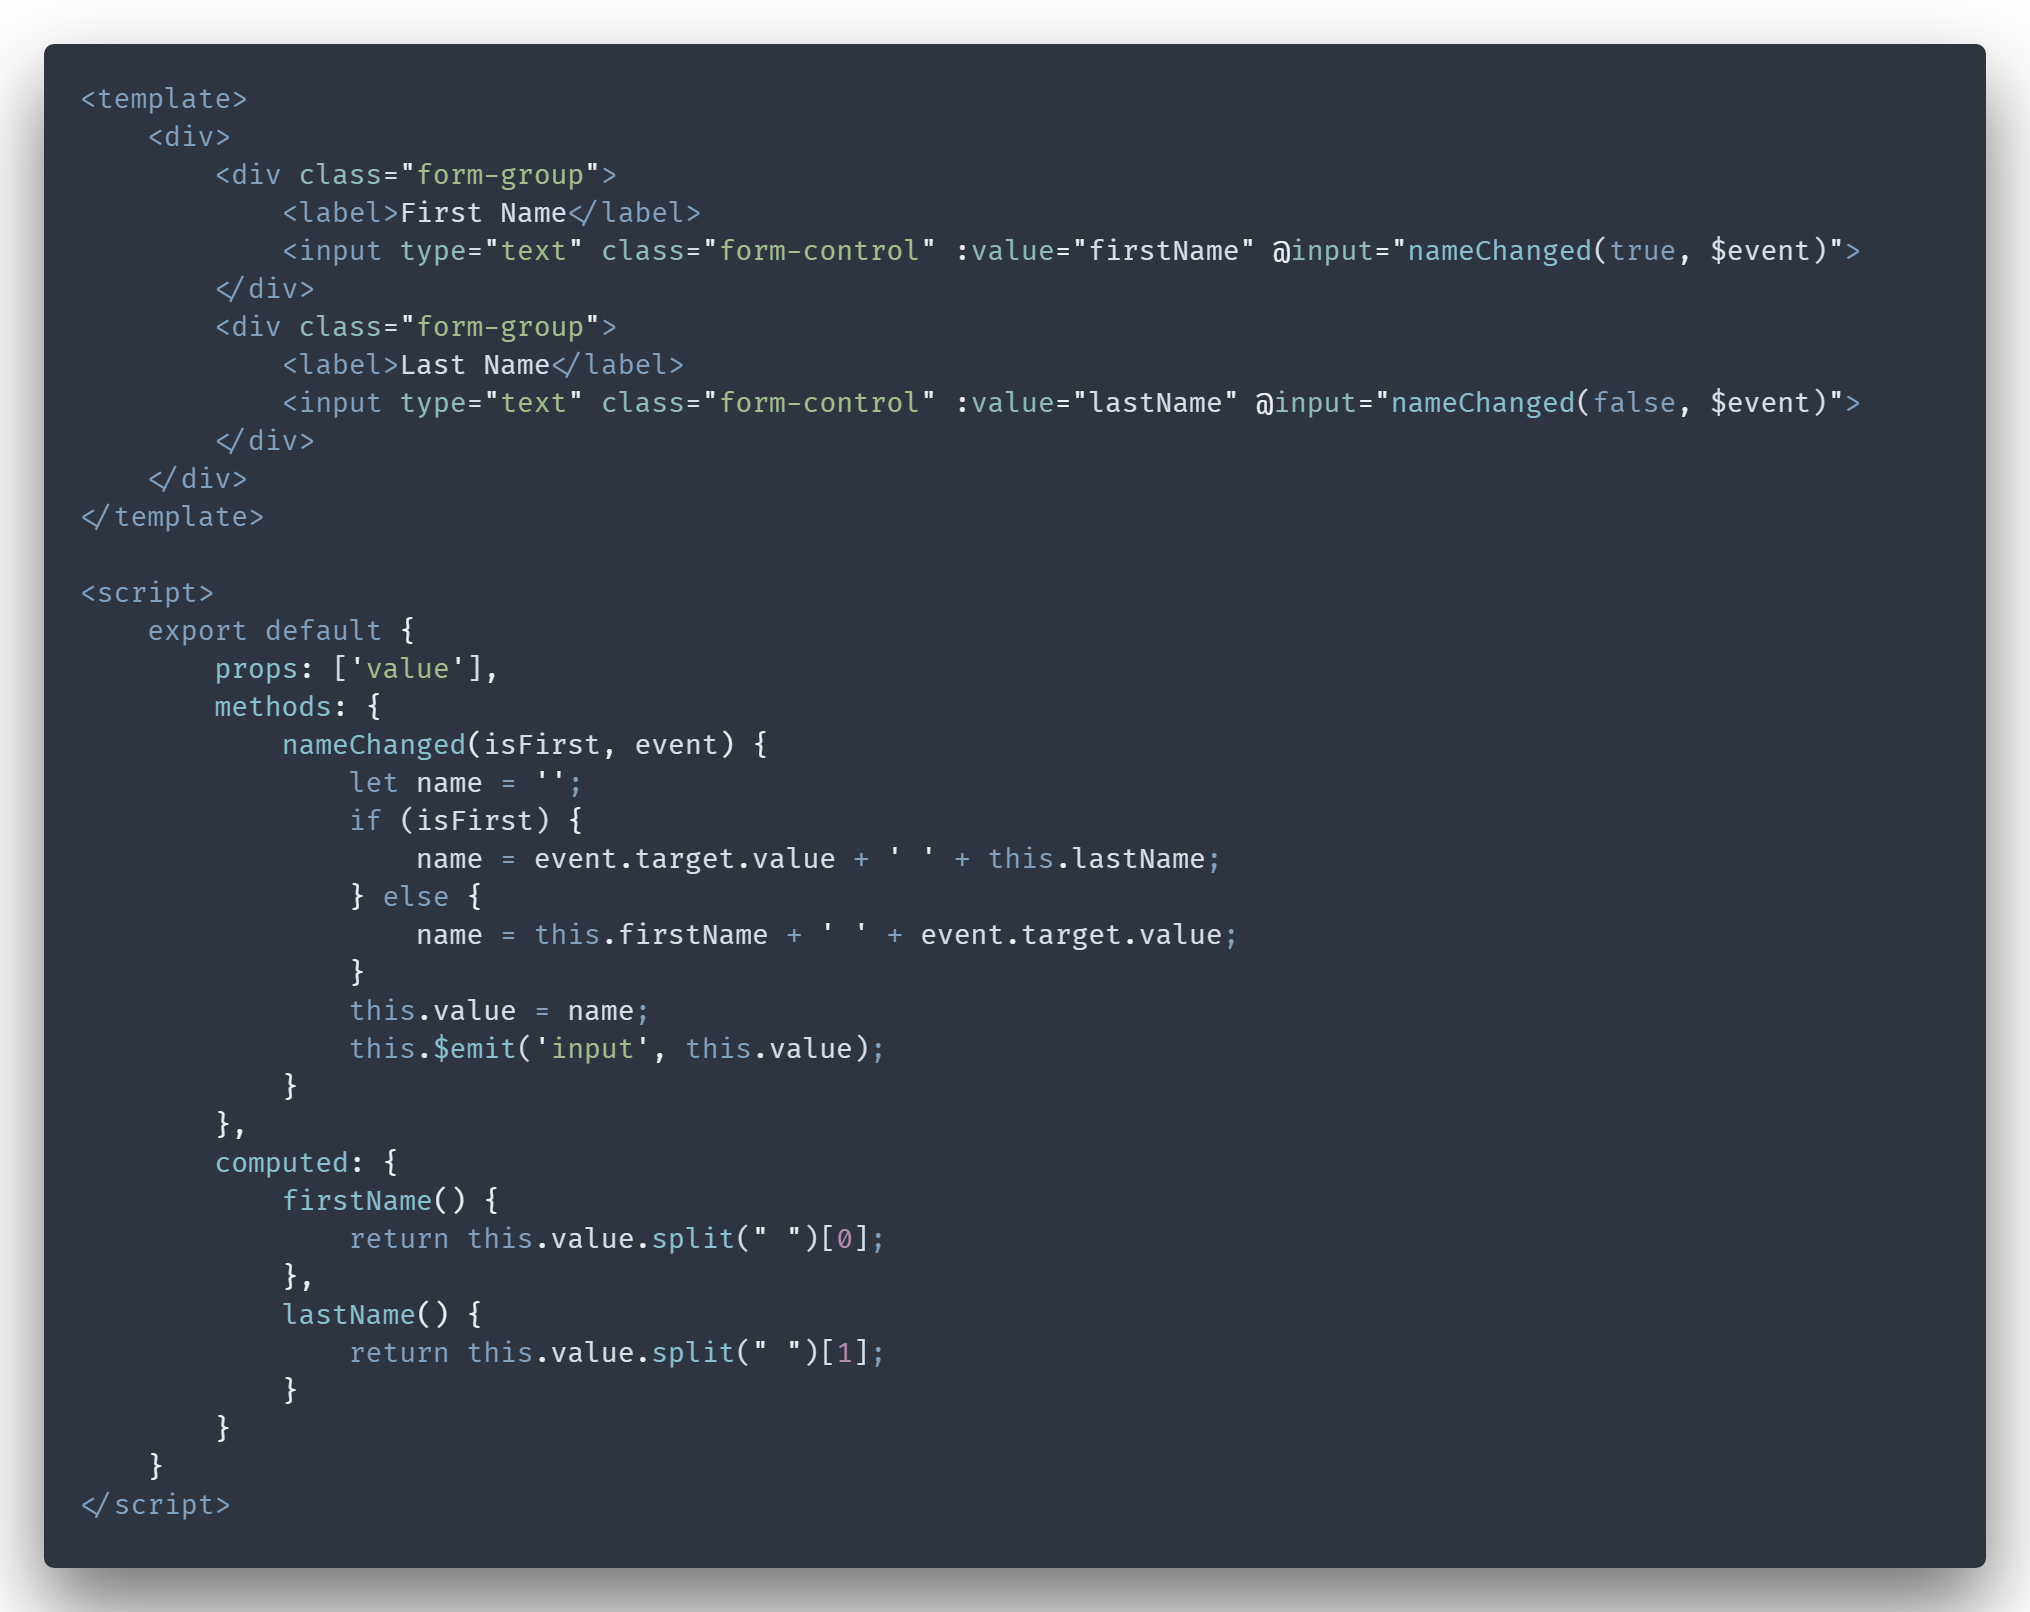 <template>
    <div>
        <div class="form-group">
            <label>First Name</label>
            <input type="text" class="form-control" :value="firstName" @input="nameChanged(true, $event)">
        </div>
        <div class="form-group">
            <label>Last Name</label>
            <input type="text" class="form-control" :value="lastName" @input="nameChanged(false, $event)">
        </div>
    </div>
</template>

<script>
    export default {
        props: ['value'],
        methods: {
            nameChanged(isFirst, event) {
                let name = '';
                if (isFirst) {
                    name = event.target.value + ' ' + this.lastName;
                } else {
                    name = this.firstName + ' ' + event.target.value;
                }
                this.value = name;
                this.$emit('input', this.value);
            }
        },
        computed: {
            firstName() {
                return this.value.split(" ")[0];
            },
            lastName() {
                return this.value.split(" ")[1];
            }
        }
    }
</script>